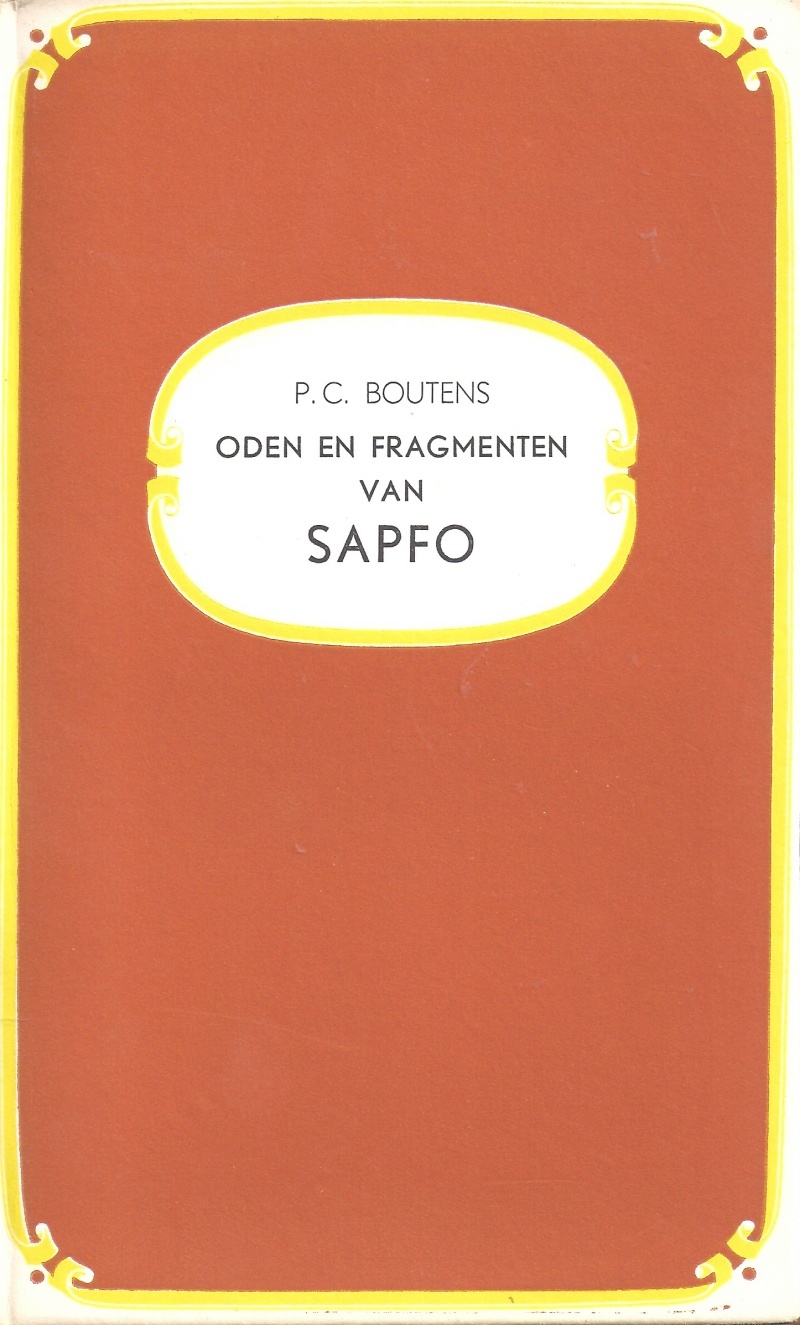 P. C. BOUTENS
ODEN EN FRAGMENTEN
VAN
SAPFO